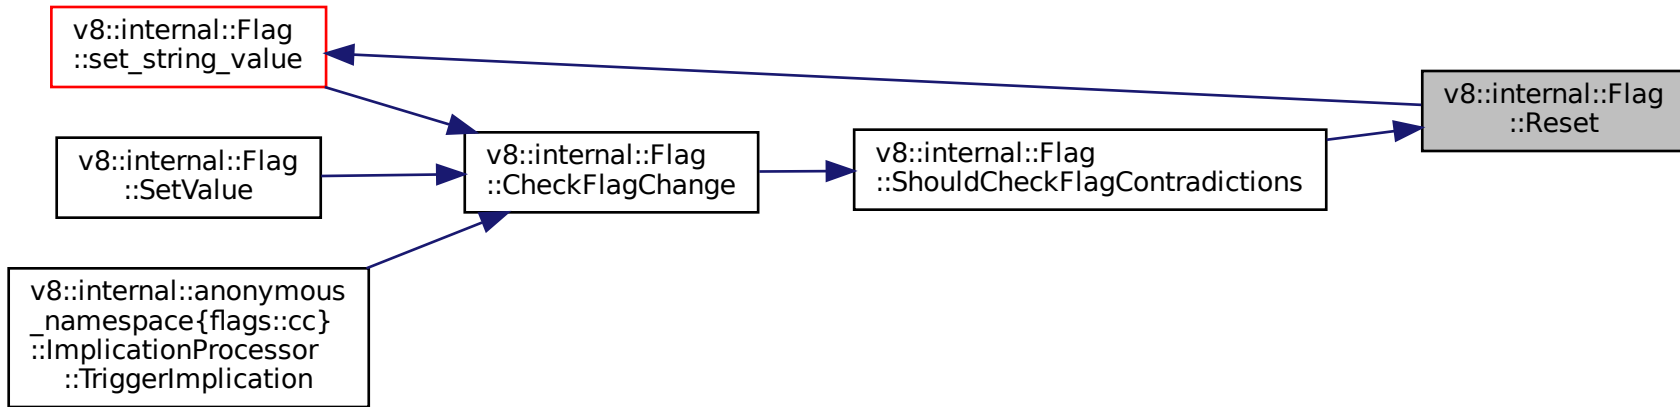 v8::internal::Flag
::set_string_value
v8::internal::Flag
::SetValue
v8::internal::anonymous
_namespace{flags::cc}
::ImplicationProcessor
::TriggerImplication
v8::internal::Flag
::CheckFlagChange
v8::internal::Flag
::ShouldCheckFlagContradictions
v8::internal::Flag
::Reset